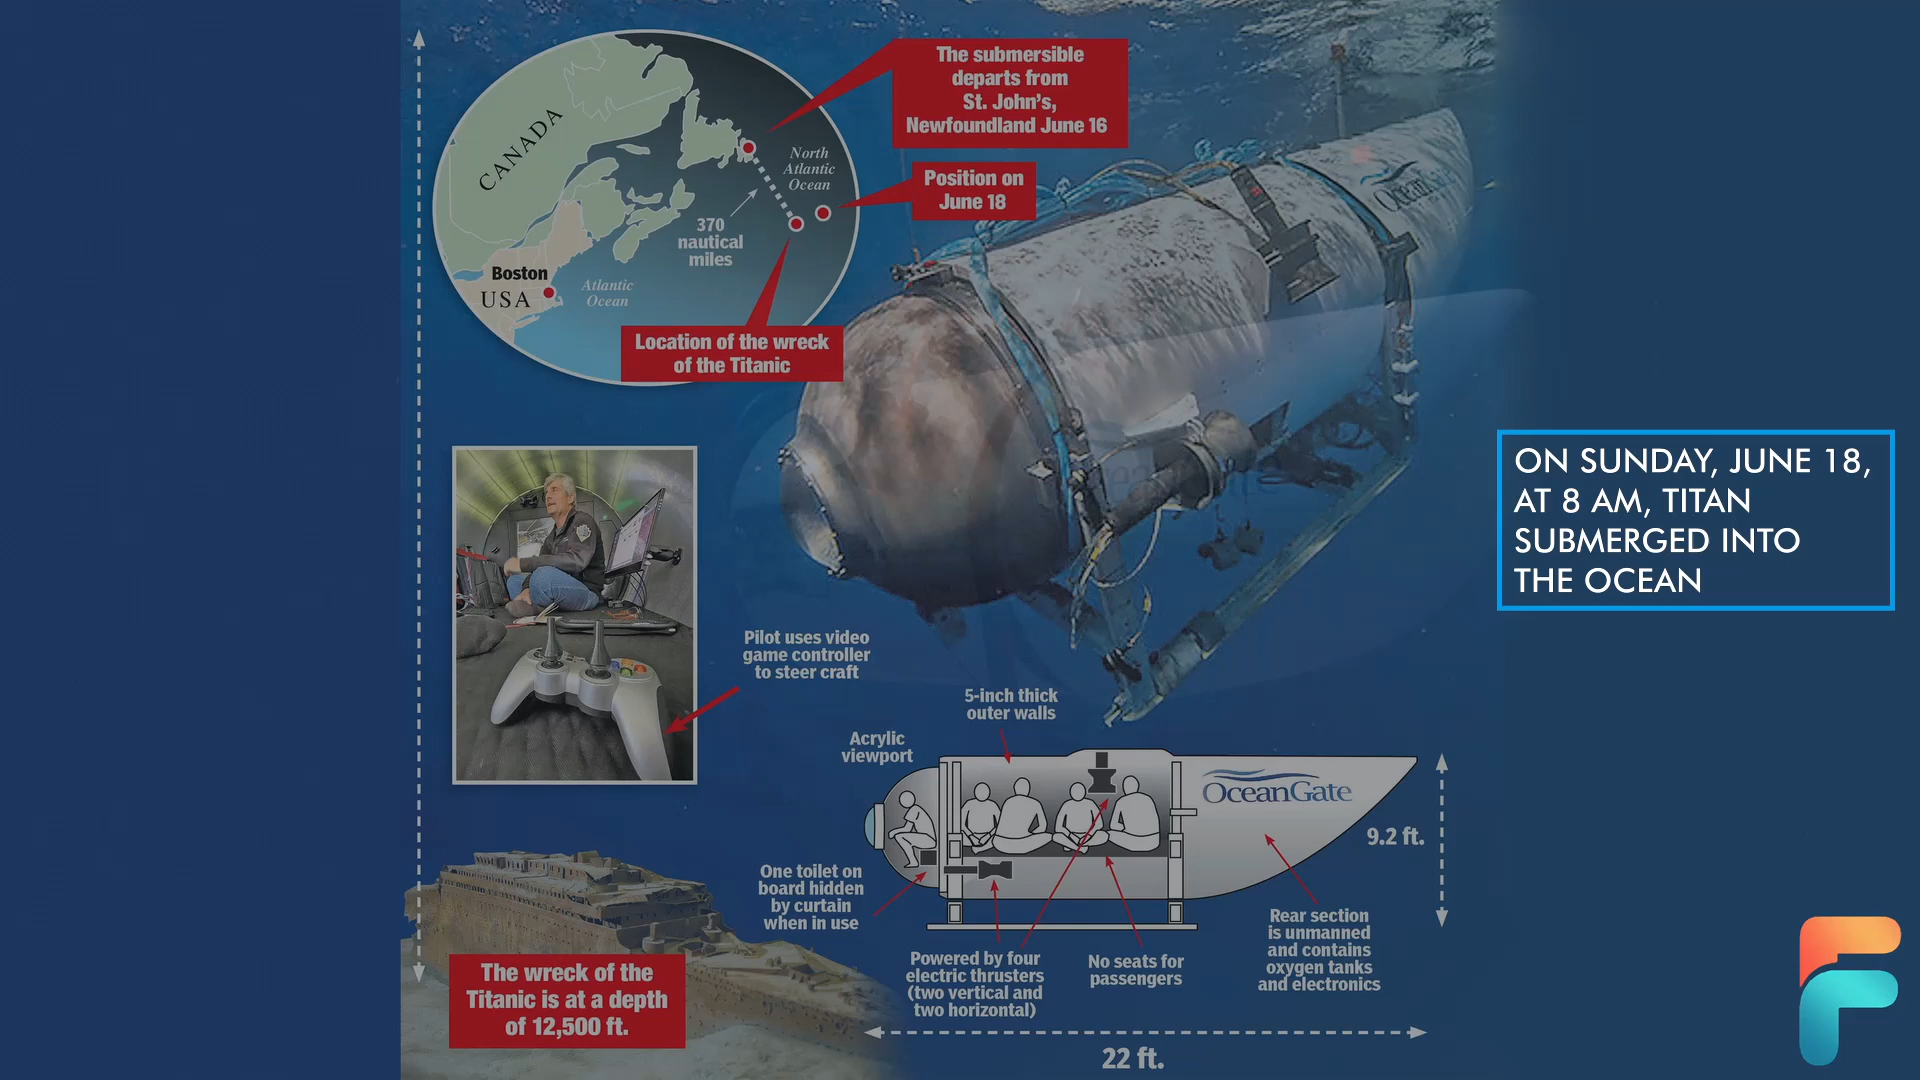 The submersible
departs from
St. John's,
Newfoundland June 16
CANADA
North
Atlantic
Ocean
Position on
June 18
370
nautical
miles
Boston
USA
Atlantic
Ocean
Location of the wreck
of the Titanic
ON SUNDAY, JUNE 18,
AT 8 AM, TITAN
SUBMERGED INTO
THE OCEAN
Pilot uses video
game controller
to steer craft
5-inch thick
outer walls
Acrylic
viewport
OceanGate
9.2 ft.
One toilet on
board hidden
by curtain
when in use
Powered by four
electric thrusters
(two vertical and
two horizontal)
No seats for
passengers
Rear section
is unmanned
and contains
oxygen tanks
and electronics
The wreck of the
Titanic is at a depth
of 12,500 ft.
22 ft.